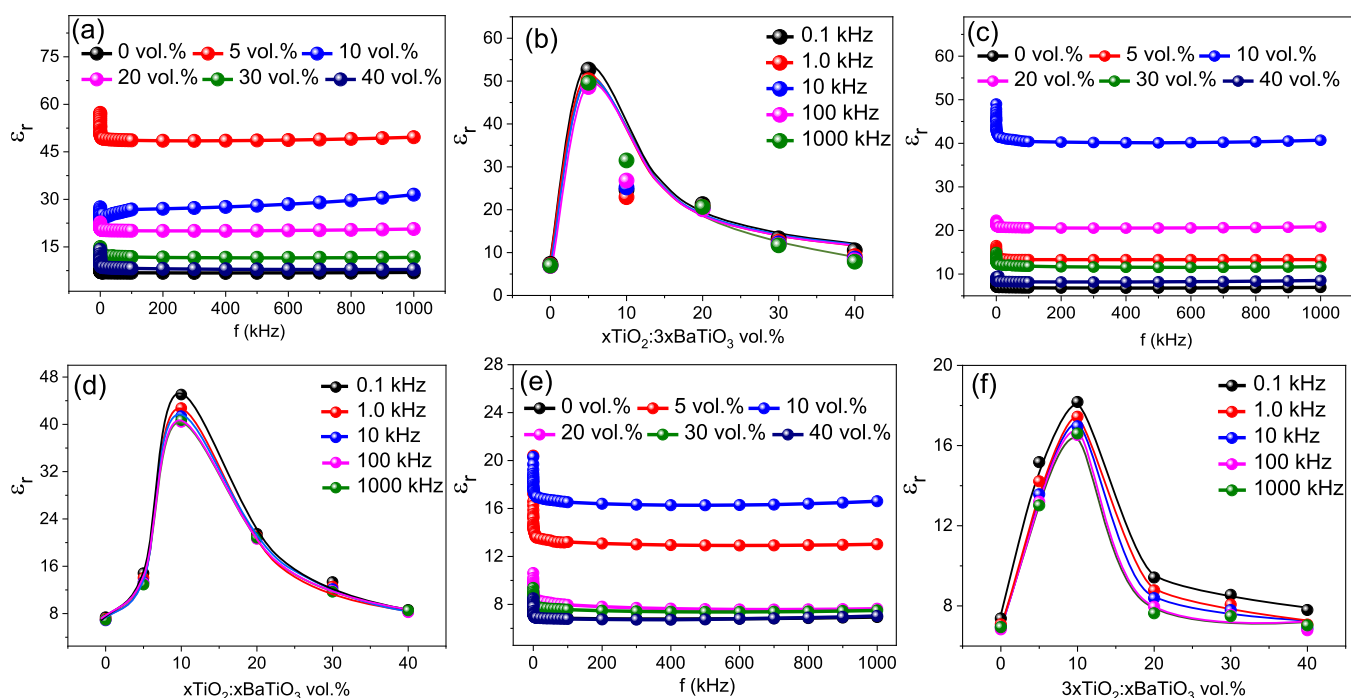 (a)
0 vol.% 5 vol.% 10 vol.%
20 vol.% 30 vol.% 40 vol.%
75
60
45
30
15
εr
0 200 400 600 800 1000
f (kHz)
(b)
0.1 kHz
1.0 kHz
10 kHz
100 kHz
1000 kHz
60
50
40
30
20
10
0
εr
0 10 20 30 40
xTiO2:3xBaTiO3 vol.%
(c)
0 vol.% 5 vol.% 10 vol.%
20 vol.% 30 vol.% 40 vol.%
60
50
40
30
20
10
εr
0 200 400 600 800 1000
f (kHz)
(d)
0.1 kHz
1.0 kHz
10 kHz
100 kHz
1000 kHz
48
40
32
24
16
8
εr
0 10 20 30 40
xTiO2:xBaTiO3 vol.%
(e)
0 vol.% 5 vol.% 10 vol.%
20 vol.% 30 vol.% 40 vol.%
28
24
20
16
12
8
εr
0 200 400 600 800 1000
f (kHz)
(f)
0.1 kHz
1.0 kHz
10 kHz
100 kHz
1000 kHz
20
16
12
8
εr
0 10 20 30 40
3xTiO2:xBaTiO3 vol.%